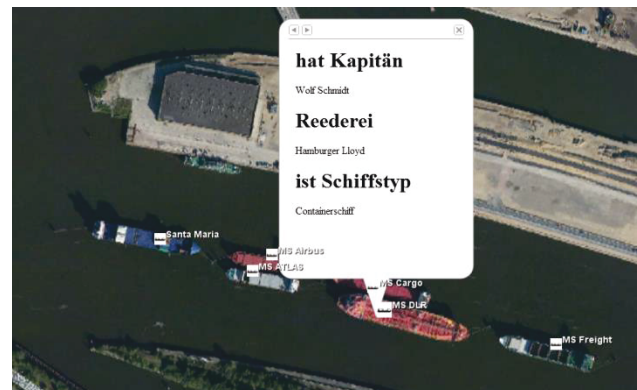 hat Kapitän
Wolf Schmidt
Reederei
Hamburger Lloyd
ist Schiffstyp
Containerschiff
Santa Maria
MS Airbus
MS ATLAS
MS Cargo
MS DLR
MS Freight